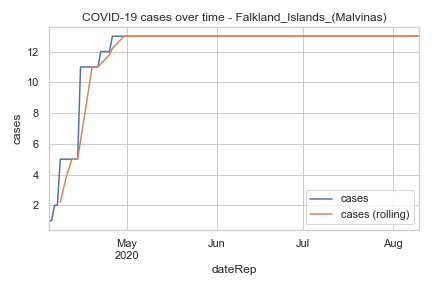 COVID-19 cases over time - Falkland_Islands_(Malvinas)
cases
12
10
8
6
4
2
May
2020
Jun
Jul
Aug
dateRep
cases
cases (rolling)